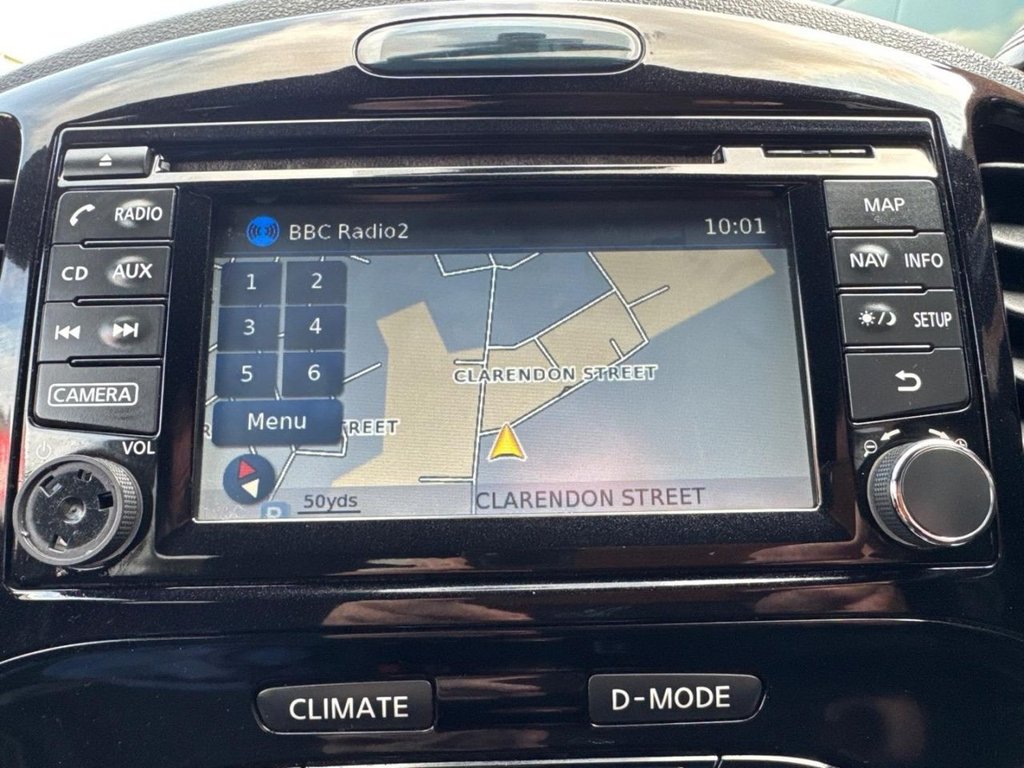 BBC Radio2
10:01
RADIO
CD AUX
CAMERA
VOL
1 2
3 4
5 6
Menu
CLARENDON STREET
REET
50yds
CLARENDON STREET
MAP
NAV INFO
SETUP
CLIMATE
D-MODE